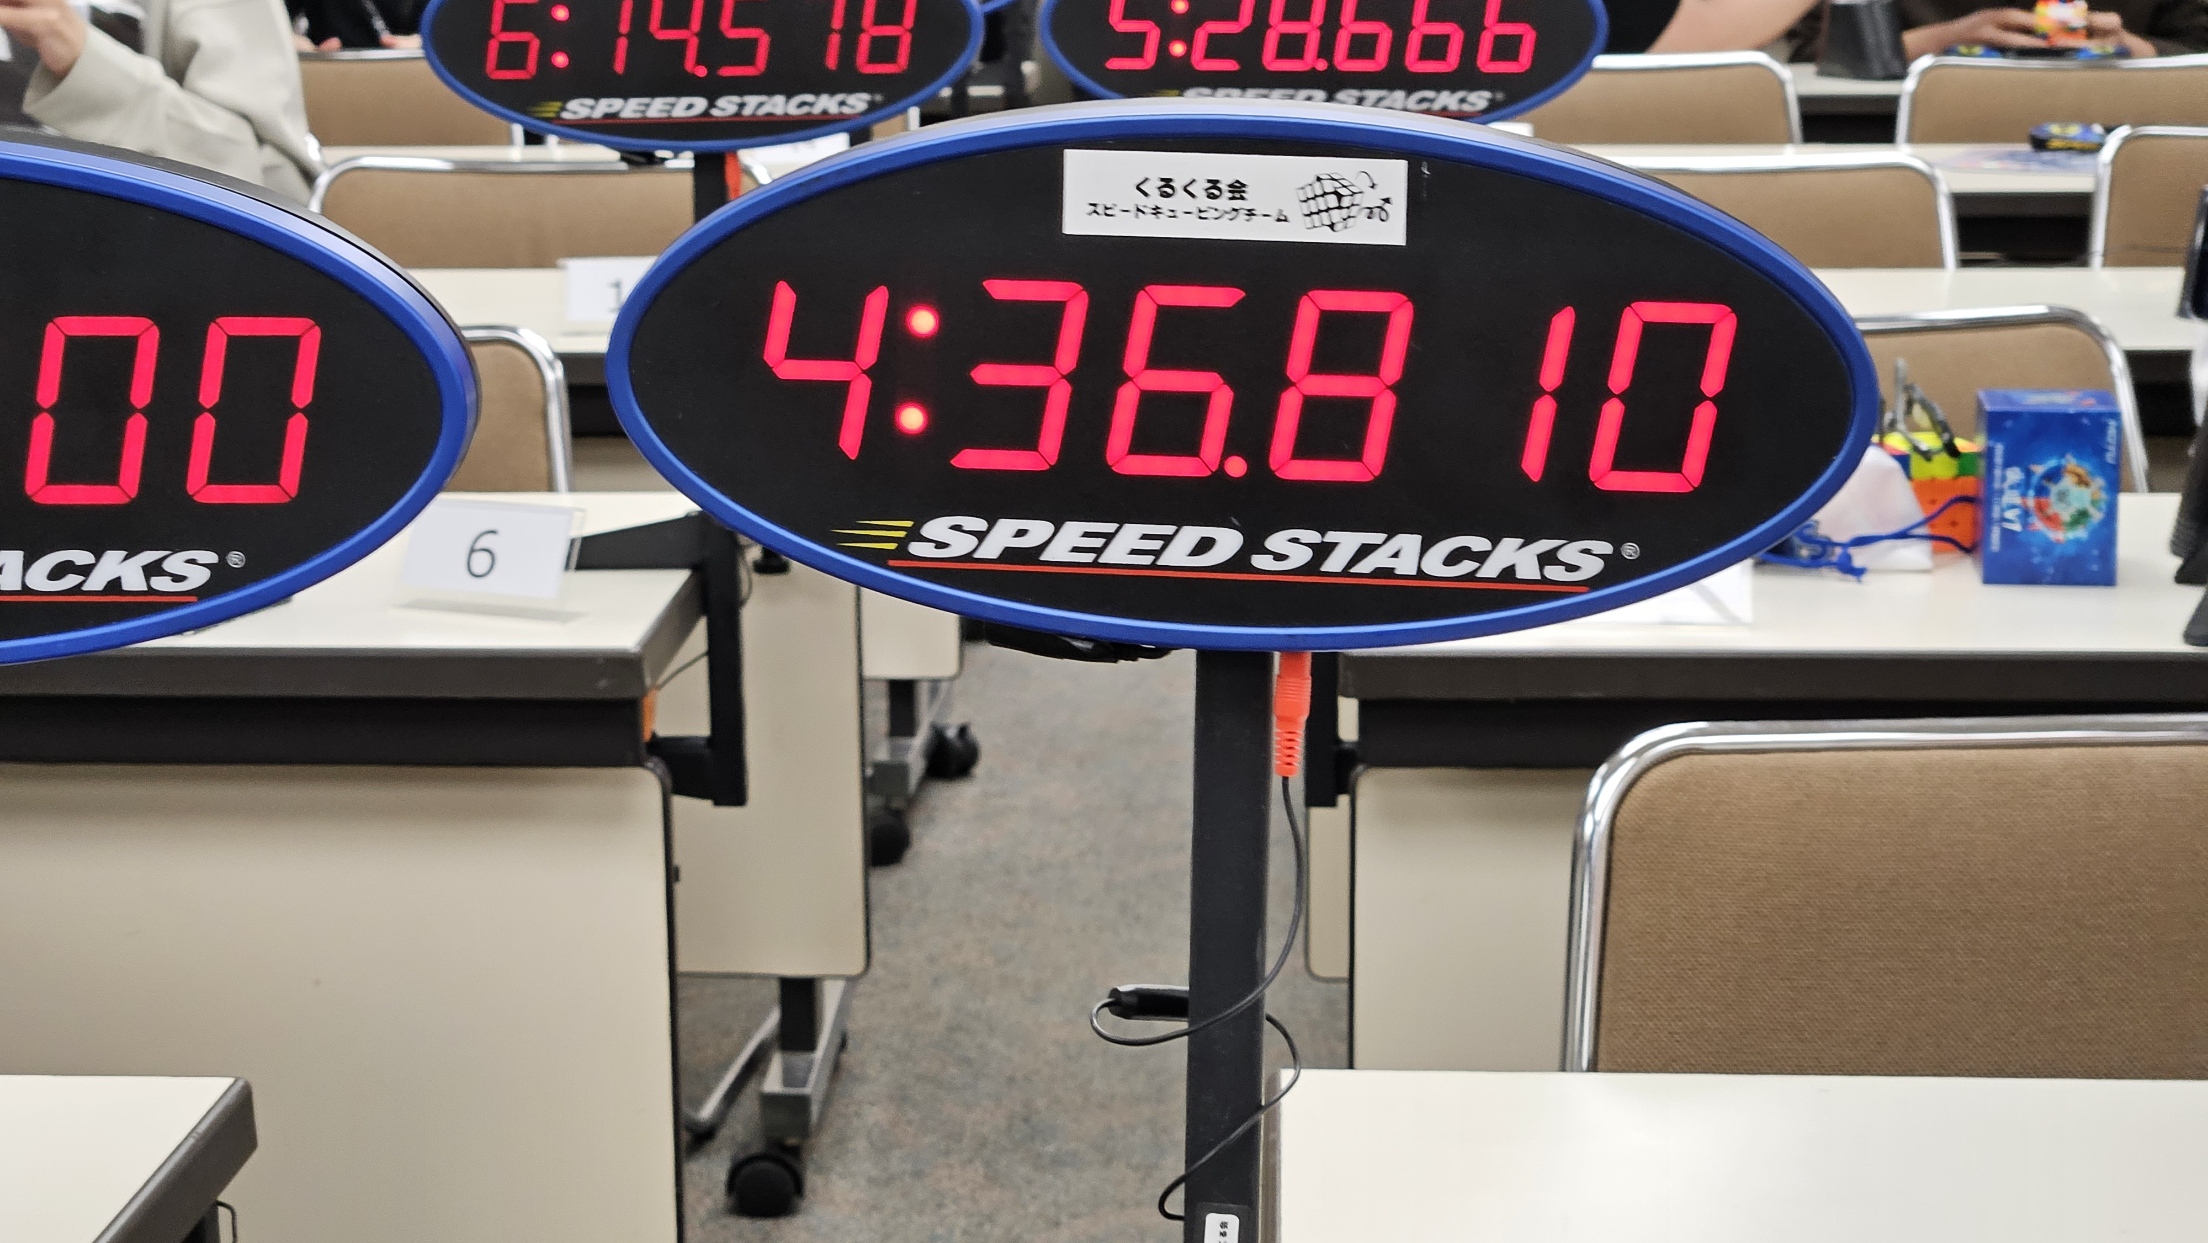 6:14.518
SPEED STACKS
5:28.666
SPEED STACKS
くるくる会
スピードキュービングチーム
4:36.810
SPEED STACKS®
00
ACKS®
6
1